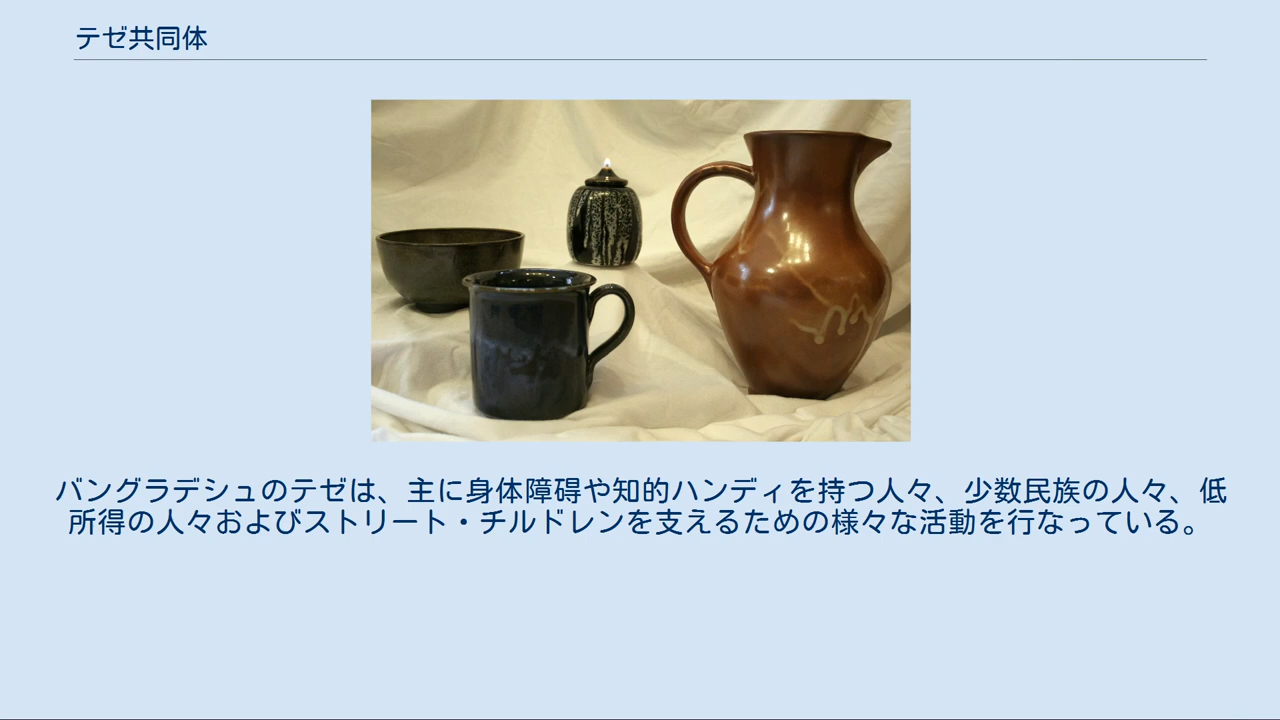 テゼ共同体
バングラデシュのテゼは、主に身体障碍や知的ハンディを持つ人々、少数民族の人々、低
所得の人々およびストリート・チルドレンを支えるための様々な活動を行なっている。